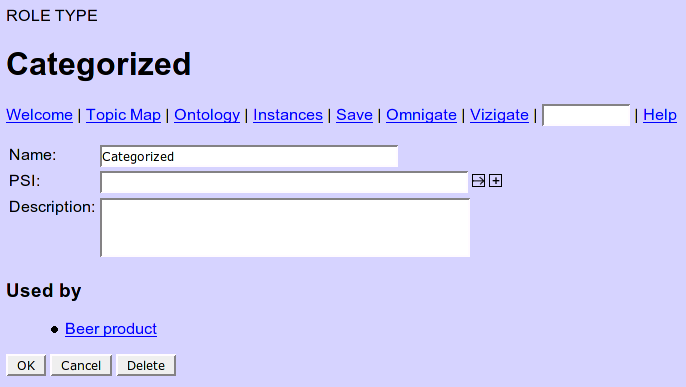 ROLE TYPE
Categorized
Welcome | Topic Map | Ontology | Instances | Save | Omnigate | Vizigate | | Help
Name: Categorized
PSI:
Description:
Used by
Beer product
OK Cancel Delete